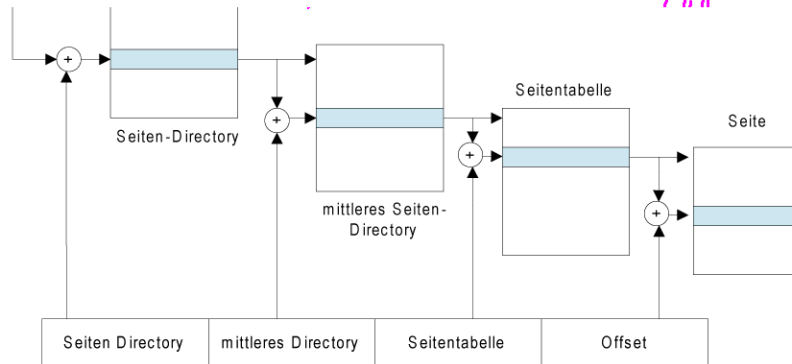 Seiten-Directory
mittleres Seiten-
Directory
Seitentabelle
Seite
Seiten Directory
mittleres Directory
Seitentabelle
Offset